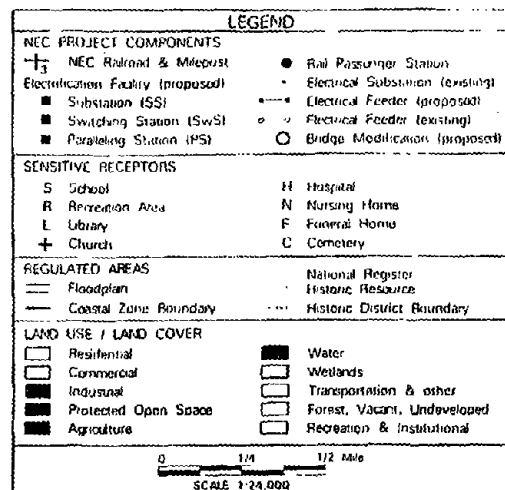 LEGEND
NEC PROJECT COMPONENTS
3 NEC Railroad & Milepost
Electrification Facility (proposed)
Substation (SS)
Switching Station (SwS)
Paralleling Station (PS)
Rail Passenger Station
Electrical Substation (existing)
Electrical Feeder (proposed)
Electrical Feeder (existing)
Bridge Modification (proposed)
SENSITIVE RECEPTORS
S School
R Recreation Area
L Library
Church
H Hospital
N Nursing Home
F Funeral Home
C Cemetery
REGULATED AREAS
Floodplain
Coastal Zone Boundary
National Register
Historic Resource
Historic District Boundary
LAND USE / LAND COVER
Residential
Commercial
Industrial
Protected Open Space
Agriculture
Water
Wetlands
Transportation & other
Forest, Vacant, Undeveloped
Recreation & Institutional
0 1/4 1/2 Mile
SCALE 1:24,000